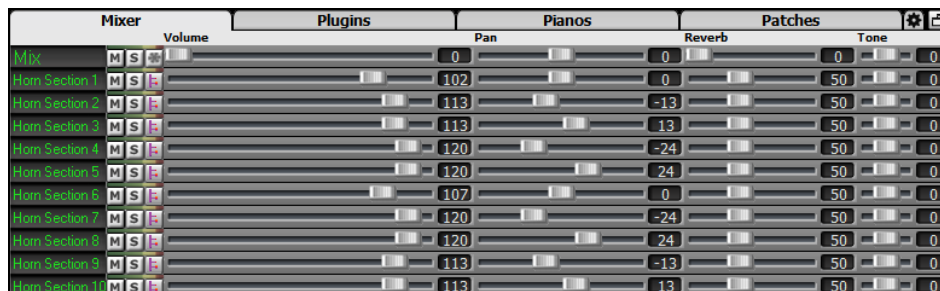 Mixer Plugins Pianos Patches
Volume Pan Reverb Tone
Mix M S 0 0 0 0
Horn Section 1 M S 102 0 50 0
Horn Section 2 M S 113 -13 50 0
Horn Section 3 M S 113 13 50 0
Horn Section 4 M S 120 -24 50 0
Horn Section 5 M S 120 24 50 0
Horn Section 6 M S 107 0 50 0
Horn Section 7 M S 120 -24 50 0
Horn Section 8 M S 120 24 50 0
Horn Section 9 M S 113 -13 50 0
Horn Section 10 M S 113 13 50 0